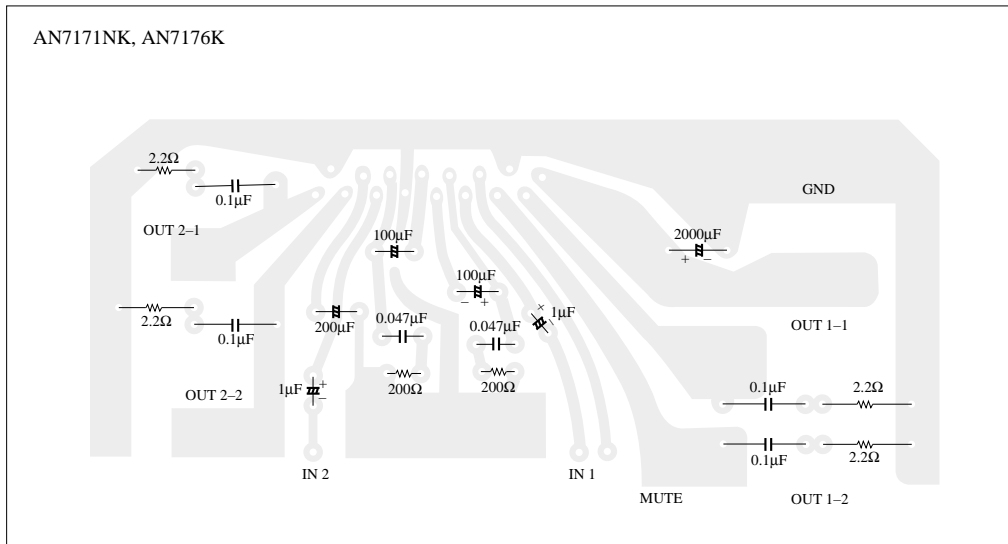 AN7171NK, AN7176K
2.2Ω
0.1µF
GND
OUT 2–1
100µF
2000µF
+ –
100µF
– +
2.2Ω
0.1µF
200µF
0.047µF
0.047µF
+ –
1µF
OUT 1–1
OUT 2–2
1µF
+
–
200Ω
200Ω
0.1µF
2.2Ω
0.1µF
2.2Ω
IN 2
IN 1
MUTE
OUT 1–2